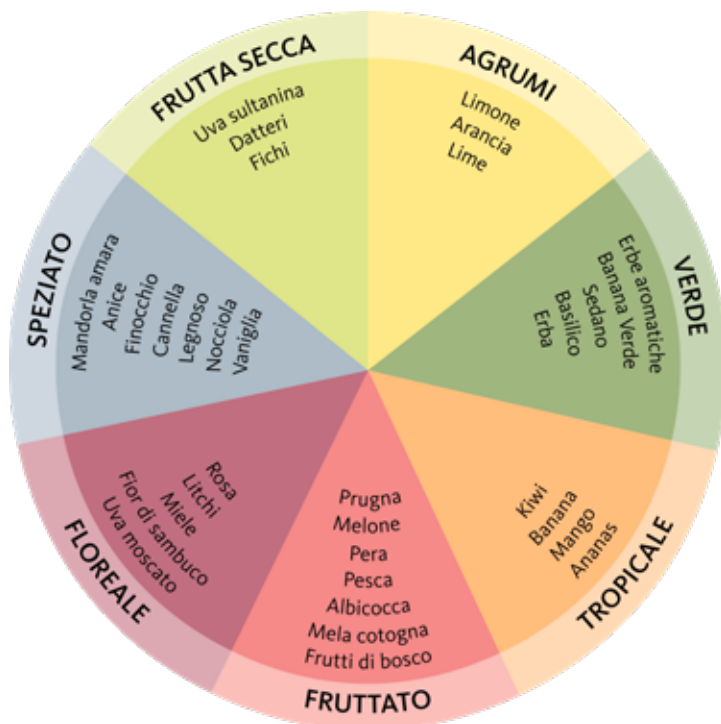 FRUTTA SECCA
Uva sultanina
Datteri
Fichi
AGRUMI
Limone
Arancia
Lime
VERDE
Erbe aromatiche
Banana Verde
Sedano
Basilico
Erba
TROPICALE
Kiwi
Banana
Mango
Ananas
FRUTTATO
Prugna
Melone
Pera
Pesca
Albicocca
Mela cotogna
Frutti di bosco
FLOREALE
Rosa
Litchi
Miele
Fior di sambuco
Uva moscato
SPEZIATO
Mandorla amara
Anice
Finocchio
Cannella
Legnoso
Nocciola
Vaniglia